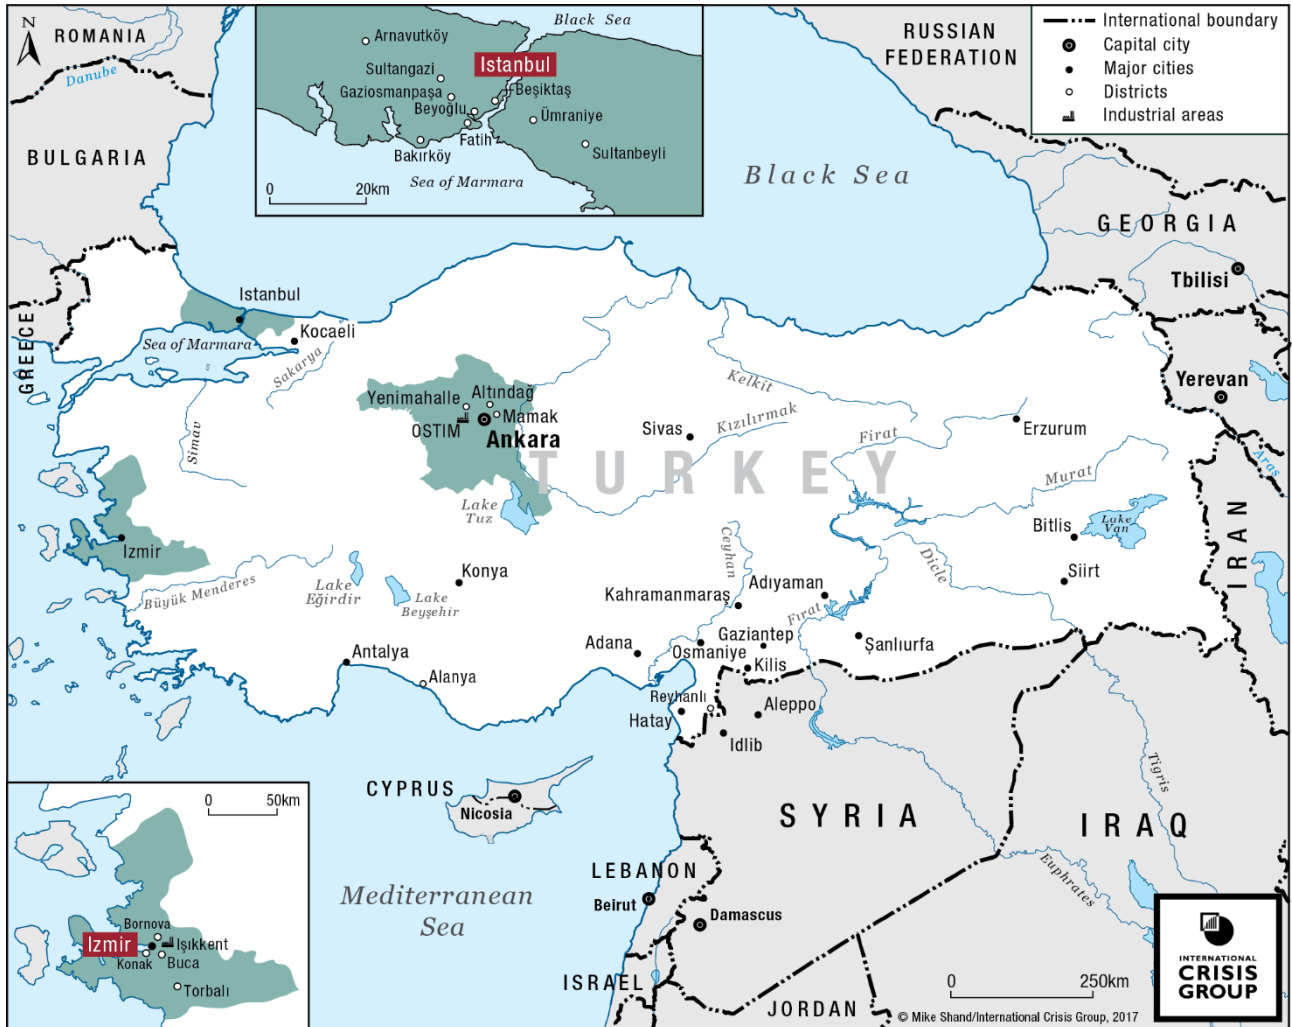 N
ROMANIA
Danube
BULGARIA
GREECE
Black Sea
Arnavutköy
Sultangazi
Istanbul
Gaziosmanpaşa
Beşiktaş
Beyoğlu
Ümraniye
Fatih
Bakırköy
Sultanbeyli
Sea of Marmara
0 20km
RUSSIAN
FEDERATION
International boundary
Capital city
Major cities
Districts
Industrial areas
Black Sea
GEORGIA
Tbilisi
Istanbul
Kocaeli
Sea of Marmara
Sakarya
Simav
Yenimahalle
Altındağ
Mamak
OSTIM
Ankara
TURKEY
Kelkit
Kızılırmak
Sivas
Firat
Erzurum
Yerevan
Aras
Murat
IRAN
Lake
Tuz
Izmir
Büyük Menderes
Lake
Eğirdir
Lake
Beyşehir
Konya
Ceyhan
Dicle
Bitlis
Lake
Van
Siirt
Kahramanmaraş
Adıyaman
Fırat
Adana
Gaziantep
Osmaniye
Şanlıurfa
Kilis
Antalya
Alanya
Reyhanlı
Hatay
Aleppo
Idlib
CYPRUS
Nicosia
SYRIA
IRAQ
Tigris
Euphrates
LEBANON
Beirut
Damascus
Mediterranean
Sea
ISRAEL
JORDAN
0 50km
Bornova
Izmir
Işıkkent
Konak
Buca
Torbalı
0 250km
© Mike Shand/International Crisis Group, 2017
INTERNATIONAL
CRISIS
GROUP